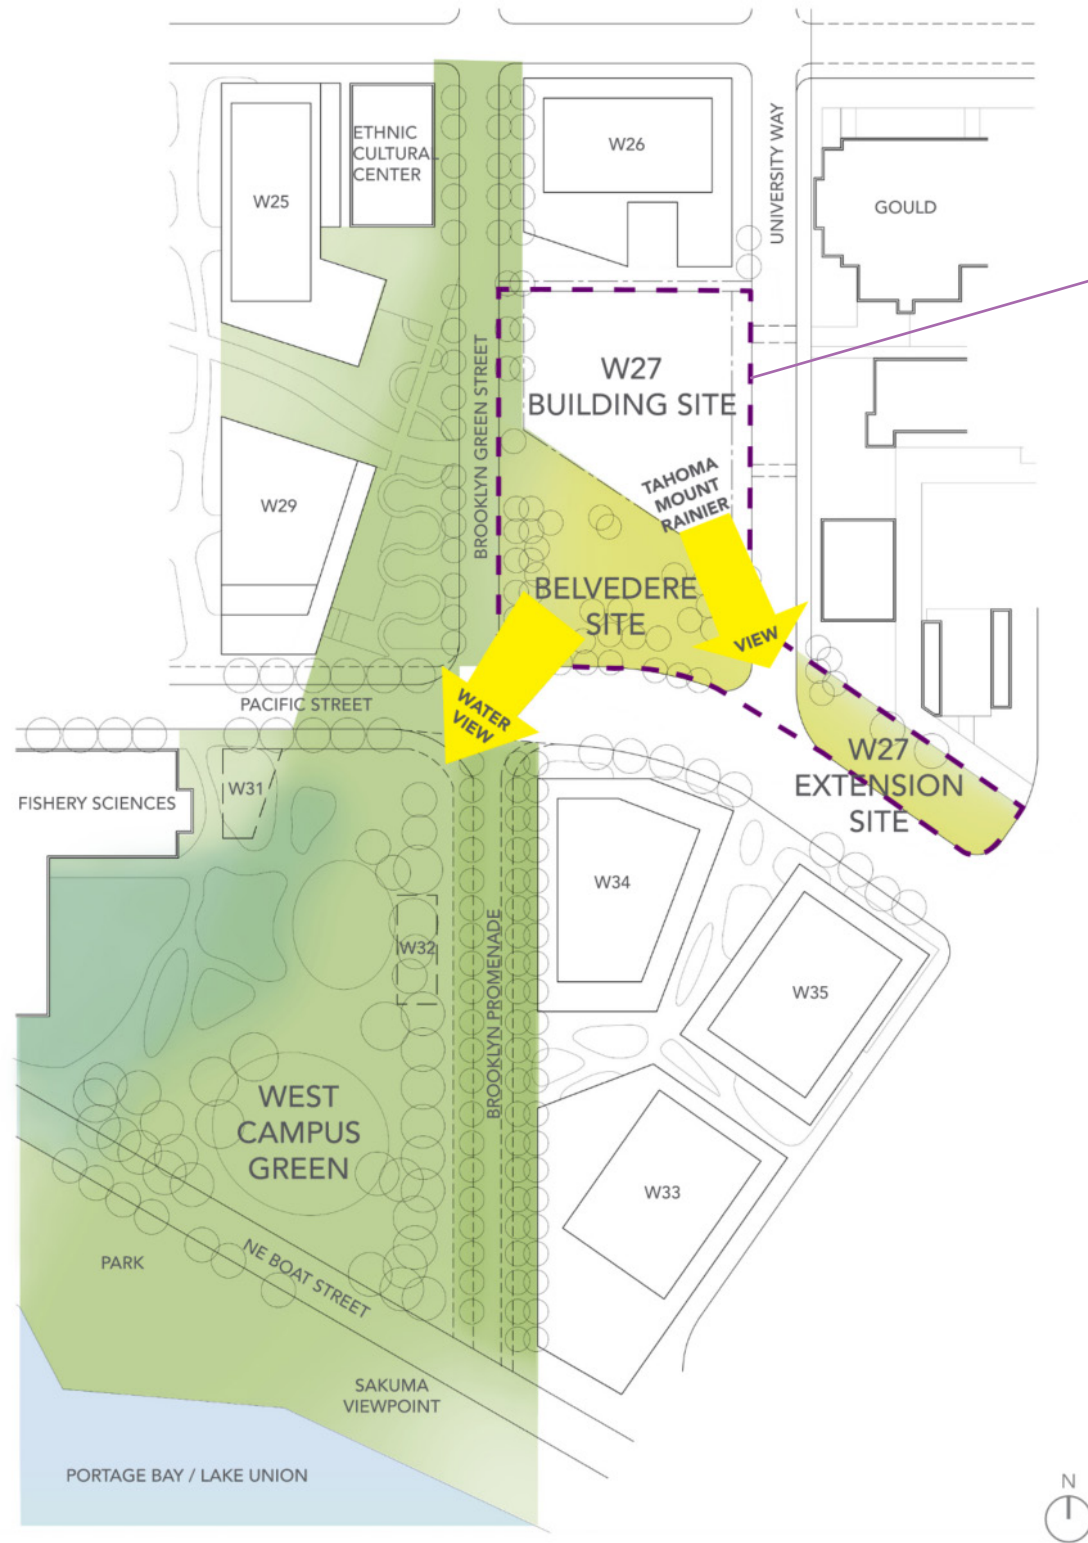 ETHNIC
CULTURAL
CENTER
W26
UNIVERSITY WAY
W25
GOULD
W27
BUILDING SITE
BROOKLYN GREEN STREET
TAHOMA
MOUNT
RAINIER
W29
BELVEDERE
SITE
VIEW
WATER
VIEW
PACIFIC STREET
W27
EXTENSION
SITE
W31
FISHERY SCIENCES
W34
W32
BROOKLYN PROMENADE
W35
WEST
CAMPUS
GREEN
W33
PARK
NE BOAT STREET
SAKUMA
VIEWPOINT
PORTAGE BAY / LAKE UNION
N